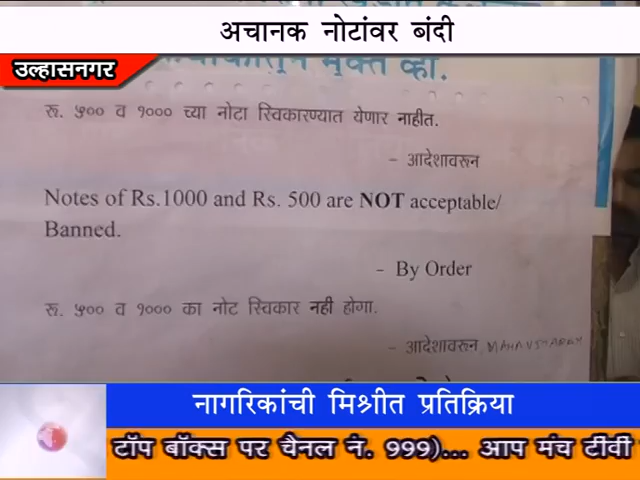 अचानक नोटांवर बंदी
उल्हासनगर
मुक्त व्हा.
रू. ५०० व १००० च्या नोटा स्विकारण्यात येणार नाहीत.
- आदेशावरून
Notes of Rs.1000 and Rs. 500 are NOT acceptable/
Banned.
- By Order
रू. ५०० व १००० का नोट स्विकार नही होगा.
- आदेशावरून
नागरिकांची मिश्रीत प्रतिक्रिया
टॉप बॉक्स पर चैनल नं. 999)... आप मंच टीवी